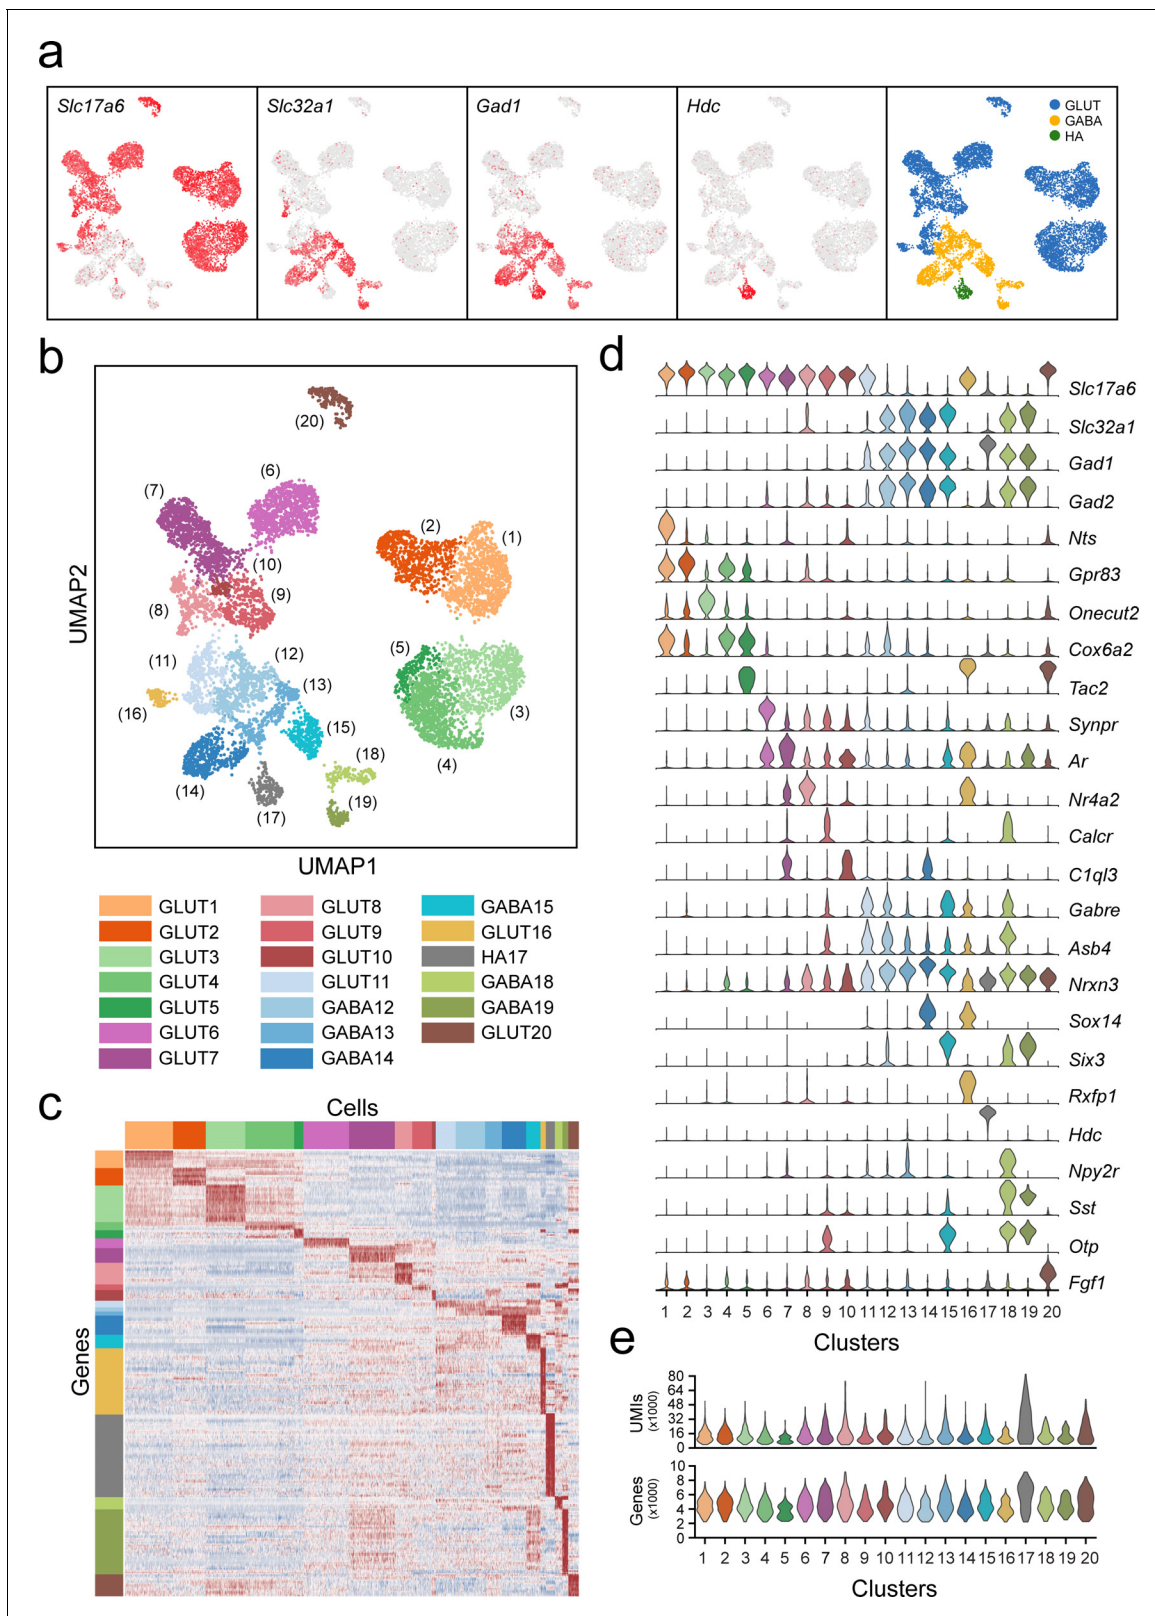 a
Slc17a6
Slc32a1
Gad1
Hdc
GLUT
GABA
HA
b
UMAP2
(20)
(6)
(7)
(2)
(1)
(10)
(9)
(8)
(5)
(11)
(12)
(13)
(16)
(15)
(3)
(4)
(18)
(14)
(19)
(17)
UMAP1
GLUT1
GLUT2
GLUT3
GLUT4
GLUT5
GLUT6
GLUT7
GLUT8
GLUT9
GLUT10
GLUT11
GABA12
GABA13
GABA14
GABA15
GLUT16
HA17
GABA18
GABA19
GLUT20
c
Cells
Genes
d
Slc17a6
Slc32a1
Gad1
Gad2
Nts
Gpr83
Onecut2
Cox6a2
Tac2
Synpr
Ar
Nr4a2
Calcr
C1ql3
Gabre
Asb4
Nrxn3
Sox14
Six3
Rxfp1
Hdc
Npy2r
Sst
Otp
Fgf1
1 2 3 4 5 6 7 8 9 10 11 12 13 14 15 16 17 18 19 20
Clusters
e
UMIs
(x1000)
80
64
48
32
16
0
Genes
(x1000)
10
8
6
4
2
0
1 2 3 4 5 6 7 8 9 10 11 12 13 14 15 16 17 18 19 20
Clusters